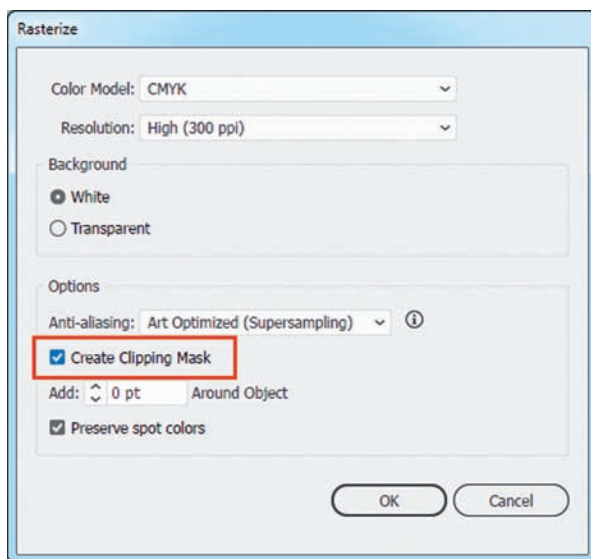 Rasterize
Color Model: CMYK
Resolution: High (300 ppi)
Background
White
Transparent
Options
Anti-aliasing: Art Optimized (Supersampling)
Create Clipping Mask
Add: 0 pt Around Object
Preserve spot colors
OK Cancel